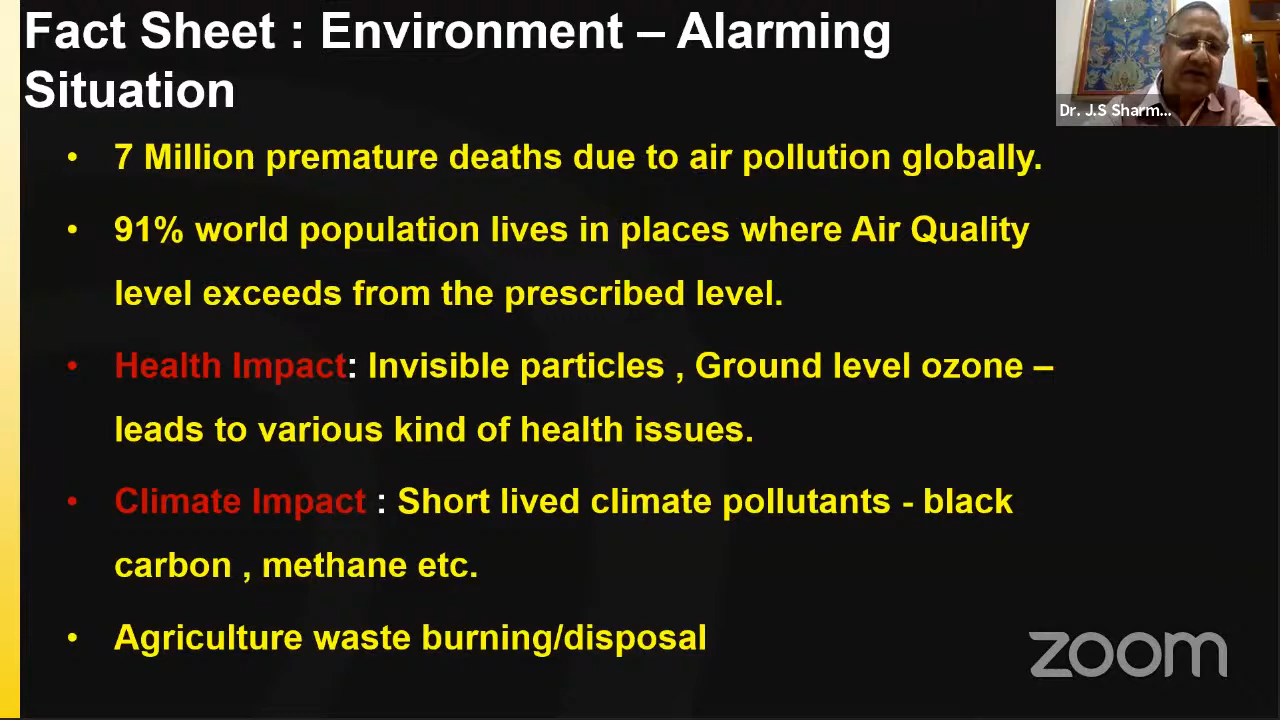 Fact Sheet : Environment – Alarming
Situation
Dr. J.S Sharm...
• 7 Million premature deaths due to air pollution globally.
• 91% world population lives in places where Air Quality
level exceeds from the prescribed level.
• Health Impact: Invisible particles , Ground level ozone –
leads to various kind of health issues.
• Climate Impact : Short lived climate pollutants - black
carbon , methane etc.
• Agriculture waste burning/disposal
zoom